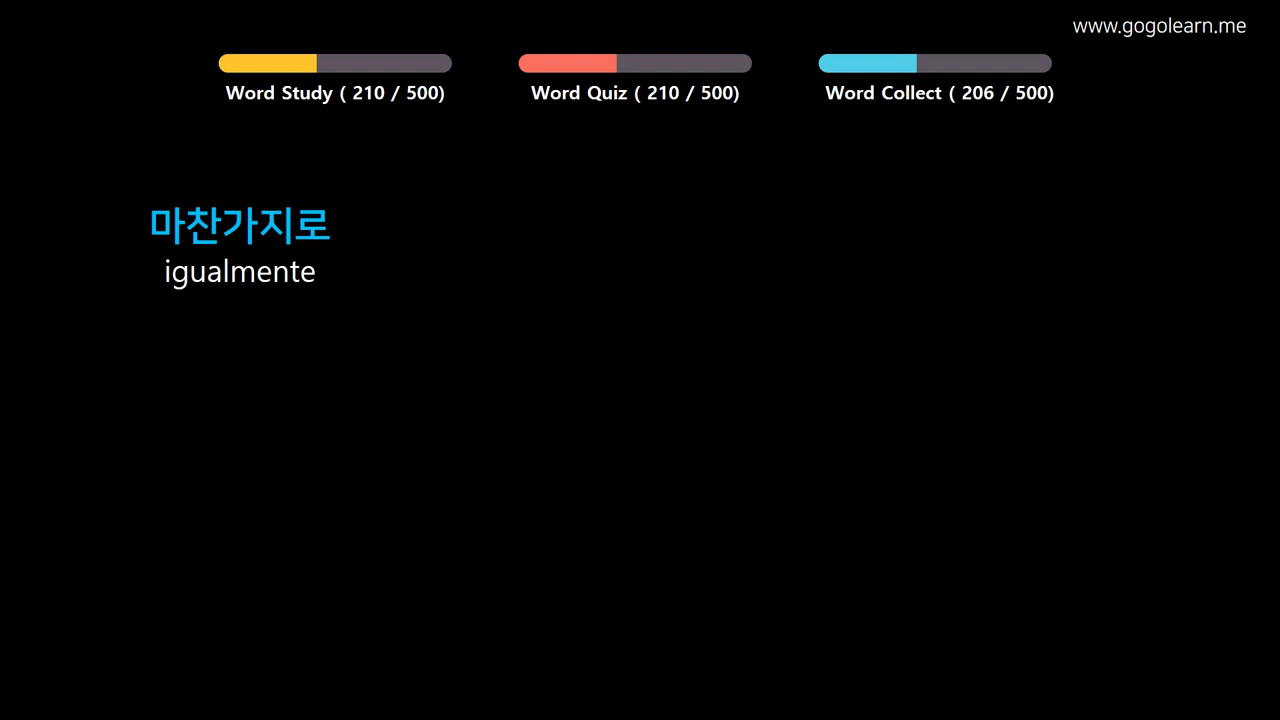 www.gogolearn.me
Word Study ( 210 / 500)
Word Quiz ( 210 / 500)
Word Collect ( 206 / 500)
마찬가지로
igualmente